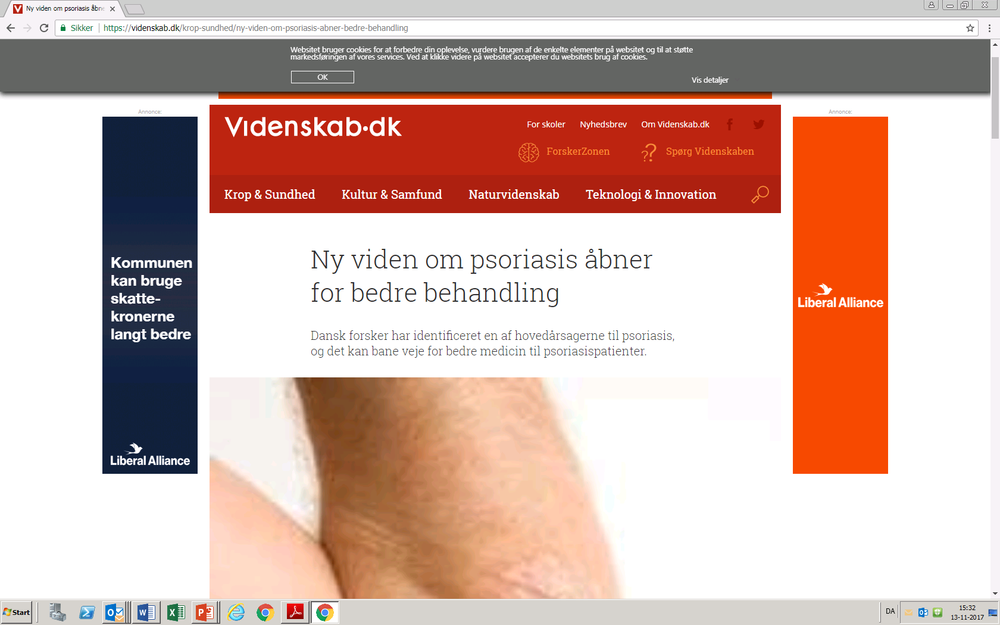 Ny viden om psoriasis åbne
Sikker
https://videnskab.dk/krop-sundhed/ny-viden-om-psoriasis-abner-bedre-behandling
Websitet bruger cookies for at forbedre din oplevelse, vurdere brugen af de enkelte elementer på websitet og til at støtte
markedsføringen af vores services. Ved at klikke videre på websitet accepterer du websitets brug af cookies.
OK
Vis detaljer
Annonce:
Kommunen
kan bruge
skatte-
kronerne
langt bedre
Liberal Alliance
Videnskab.dk
For skoler
Nyhedsbrev
Om Videnskab.dk
ForskerZonen
Spørg Videnskaben
Krop & Sundhed
Kultur & Samfund
Naturvidenskab
Teknologi & Innovation
Ny viden om psoriasis åbner
for bedre behandling
Dansk forsker har identificeret en af hovedårsagerne til psoriasis,
og det kan bane veje for bedre medicin til psoriasispatienter.
Annonce:
Liberal Alliance
Start
DA
15:32
13-11-2017